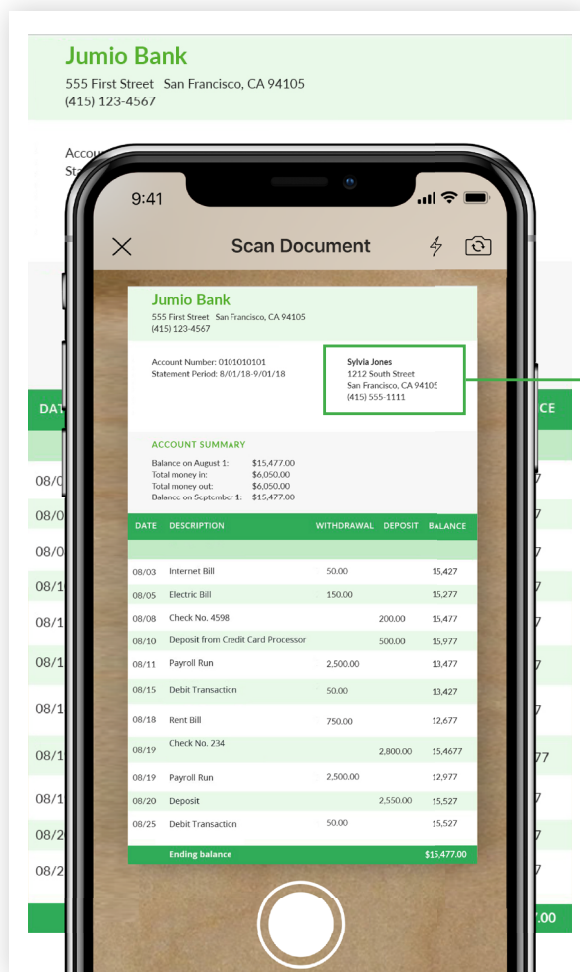 Jumio Bank
555 First Street San Francisco, CA 94105
(415) 123-4567
9:41
Scan Document
Jumio Bank
555 First Street San Francisco, CA 94105
(415) 123-4567
Account Number: 0101010101
Statement Period: 8/01/18-9/01/18
Sylvia Jones
1212 South Street
San Francisco, CA 94105
(415) 555-1111
ACCOUNT SUMMARY
Balance on August 1: $15,477.00
Total money in: $6,050.00
Total money out: $6,050.00
Balance on September 1: $15,477.00
DATE DESCRIPTION WITHDRAWAL DEPOSIT BALANCE
08/03 Internet Bill 50.00 15,427
08/05 Electric Bill 150.00 15,277
08/08 Check No. 4598 200.00 15,477
08/10 Deposit from Credit Card Processor 500.00 15,977
08/11 Payroll Run 2,500.00 13,477
08/15 Debit Transaction 50.00 13,427
08/18 Rent Bill 750.00 12,677
08/19 Check No. 234 2,800.00 15,4677
08/19 Payroll Run 2,500.00 12,977
08/20 Deposit 2,550.00 15,527
08/25 Debit Transaction 50.00 15,527
Ending balance $15,477.00